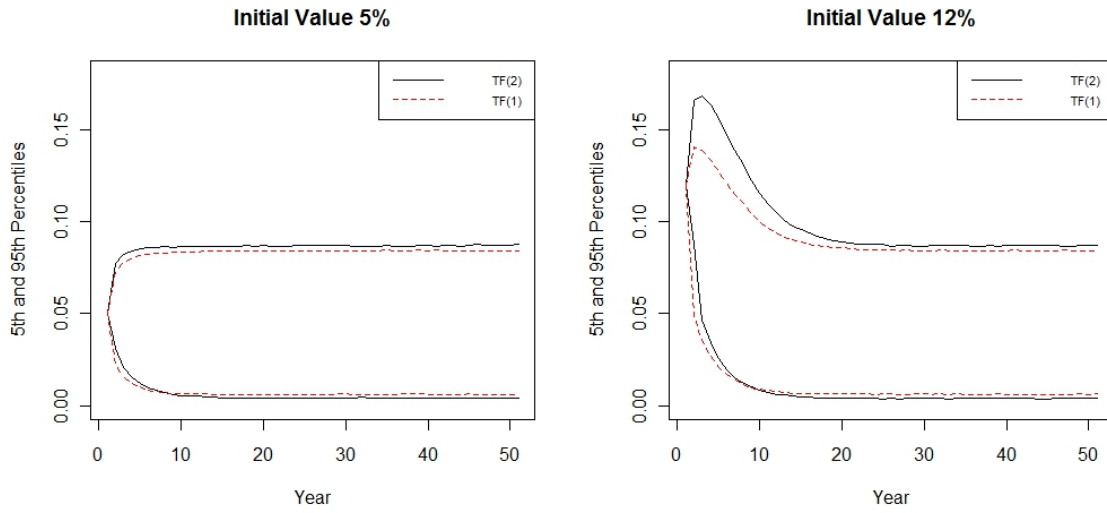 Initial Value 5%
TF(2)
TF(1)
5th and 95th Percentiles
0.15
0.10
0.05
0.00
0 10 20 30 40 50
Year
Initial Value 12%
TF(2)
TF(1)
5th and 95th Percentiles
0.15
0.10
0.05
0.00
0 10 20 30 40 50
Year